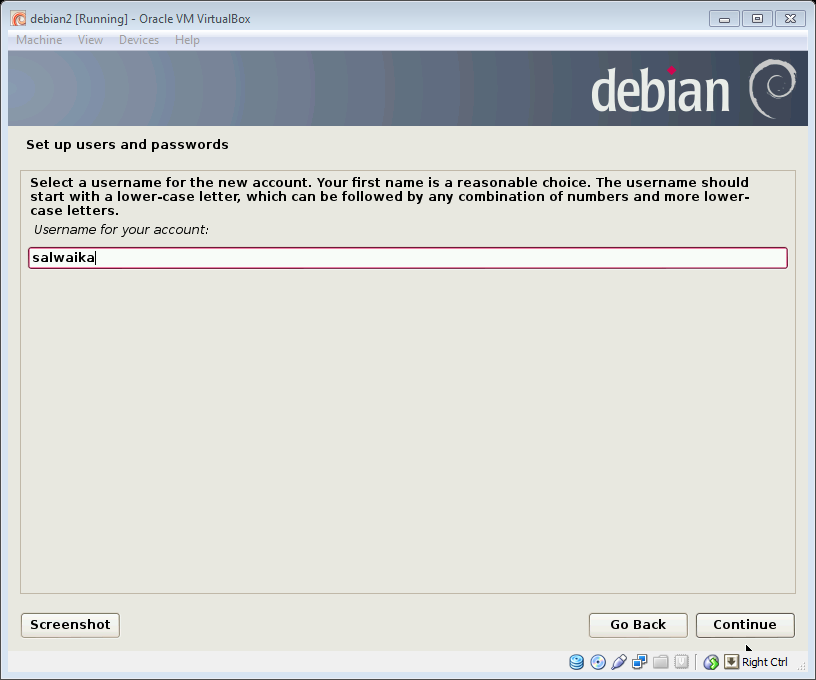 debian2 [Running] - Oracle VM VirtualBox
Machine View Devices Help
debian
Set up users and passwords
Select a username for the new account. Your first name is a reasonable choice. The username should
start with a lower-case letter, which can be followed by any combination of numbers and more lower-
case letters.
Username for your account:
salwaika
Screenshot Go Back Continue
Right Ctrl